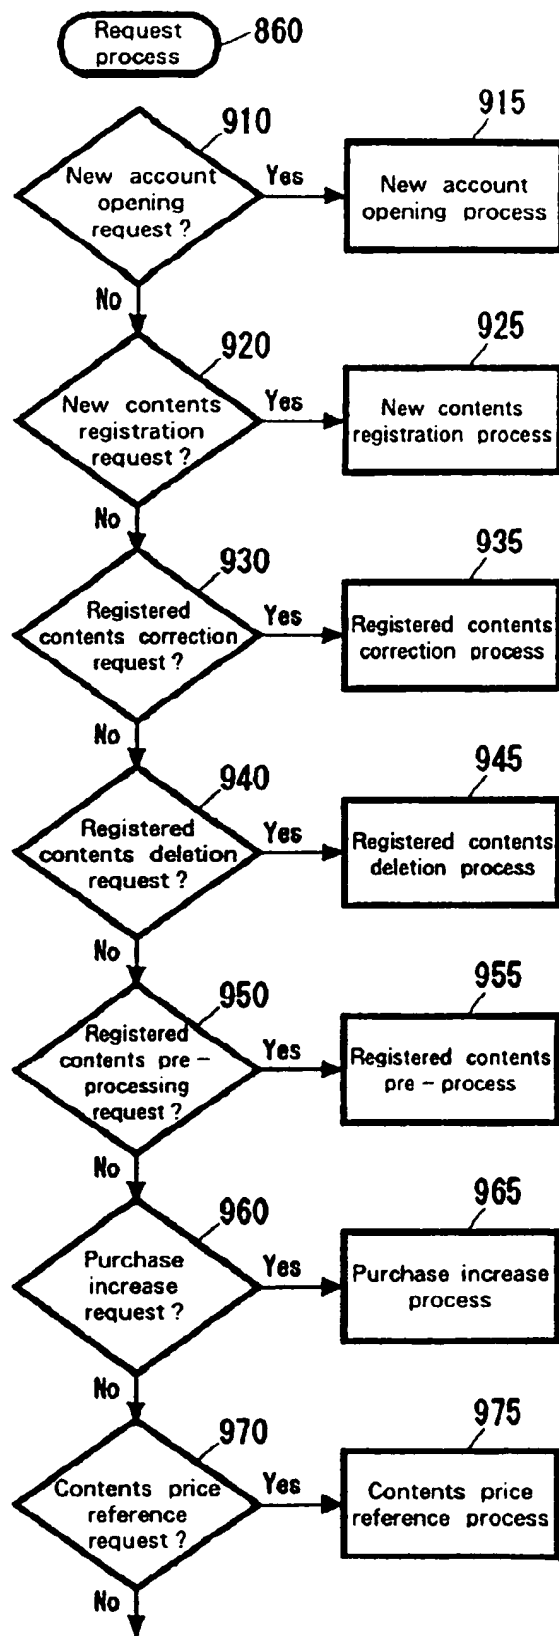 Request
process
860
910
New account
opening
request ?
Yes
915
New account
opening process
No
920
New contents
registration
request ?
Yes
925
New contents
registration process
No
930
Registered
contents correction
request ?
Yes
935
Registered contents
correction process
No
940
Registered
contents deletion
request ?
Yes
945
Registered contents
deletion process
No
950
Registered
contents pre -
processing
request ?
Yes
955
Registered contents
pre - process
No
960
Purchase
increase
request ?
Yes
965
Purchase increase
process
No
970
Contents price
reference
request ?
Yes
975
Contents price
reference process
No